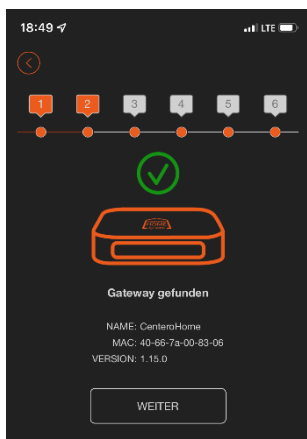 18:49 LTE
1 2 3 4 5 6
HOME
Gateway gefunden
NAME: CenteroHome
MAC: 40-66-7a-00-83-06
VERSION: 1.15.0
WEITER